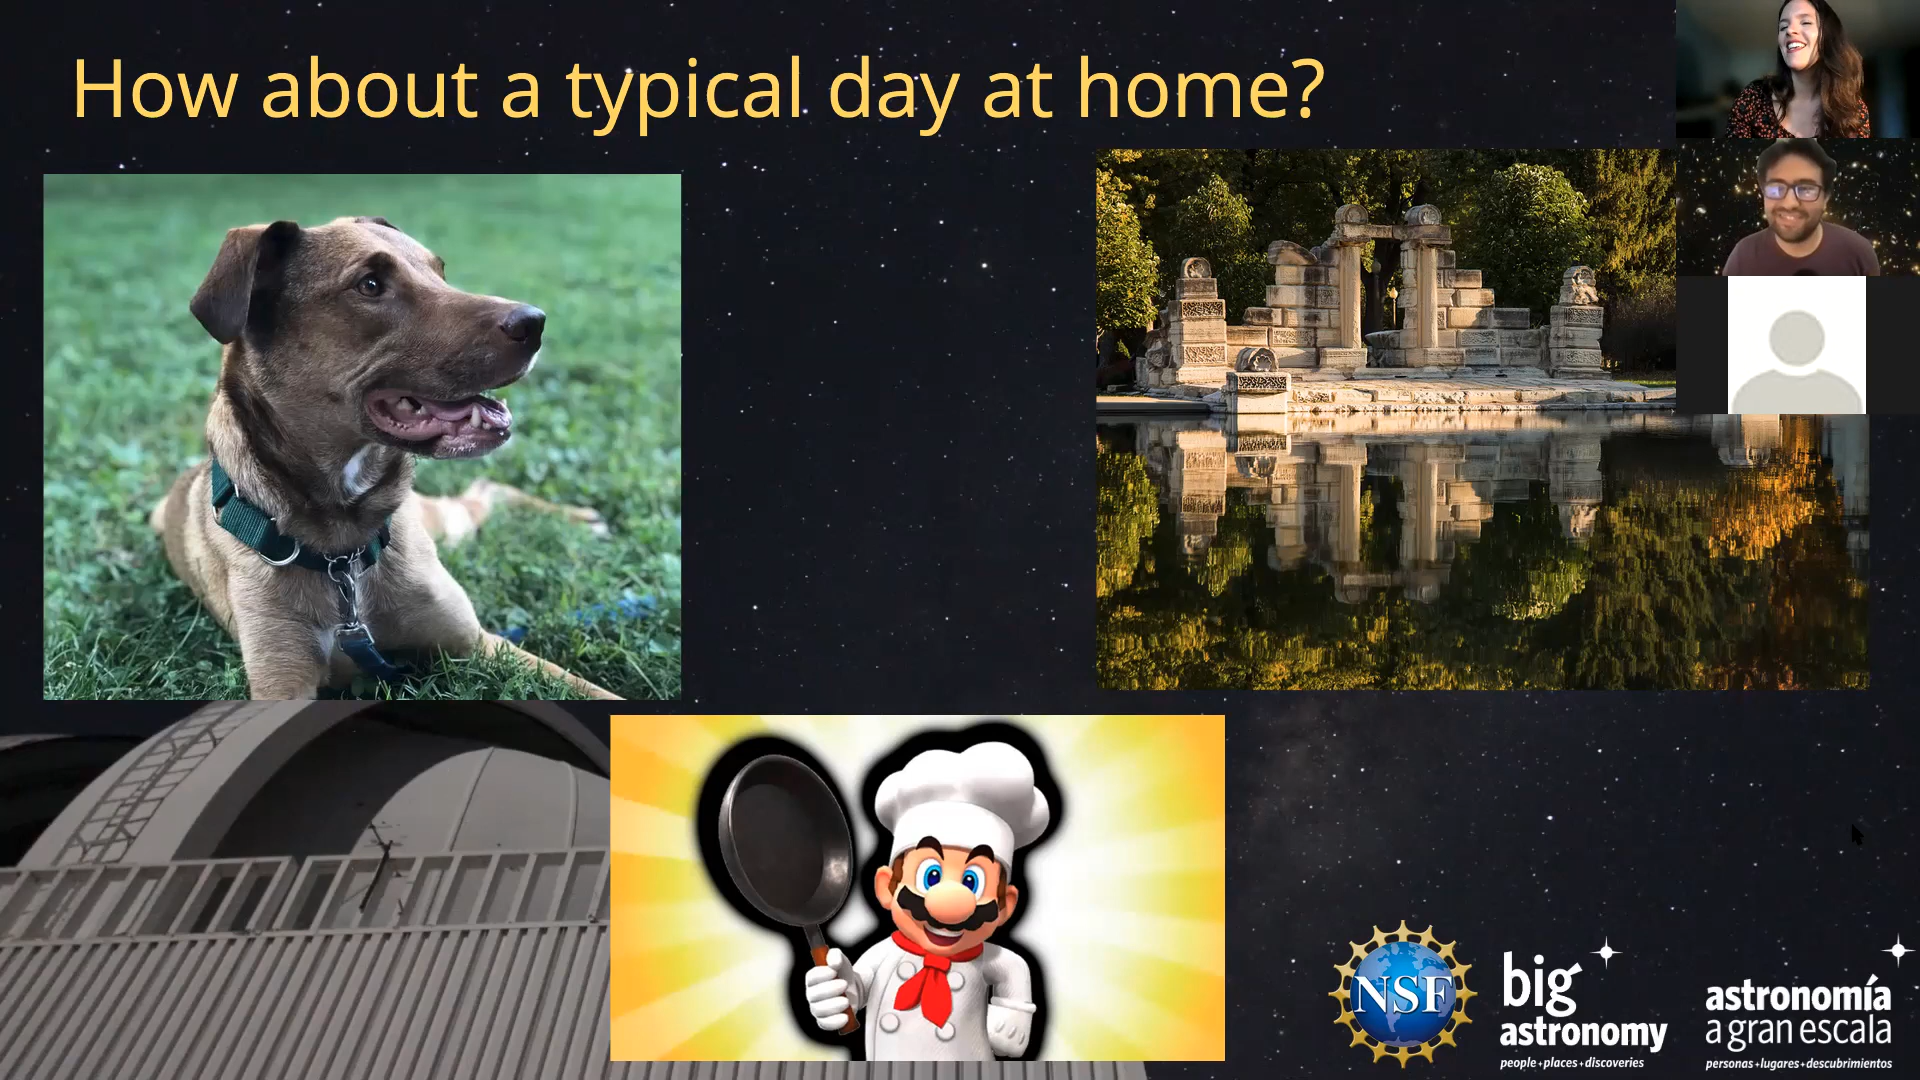 How about a typical day at home?
NSF
big
astronomy
people + places + discoveries
astronomía
a gran escala
personas + lugares + descubrimientos